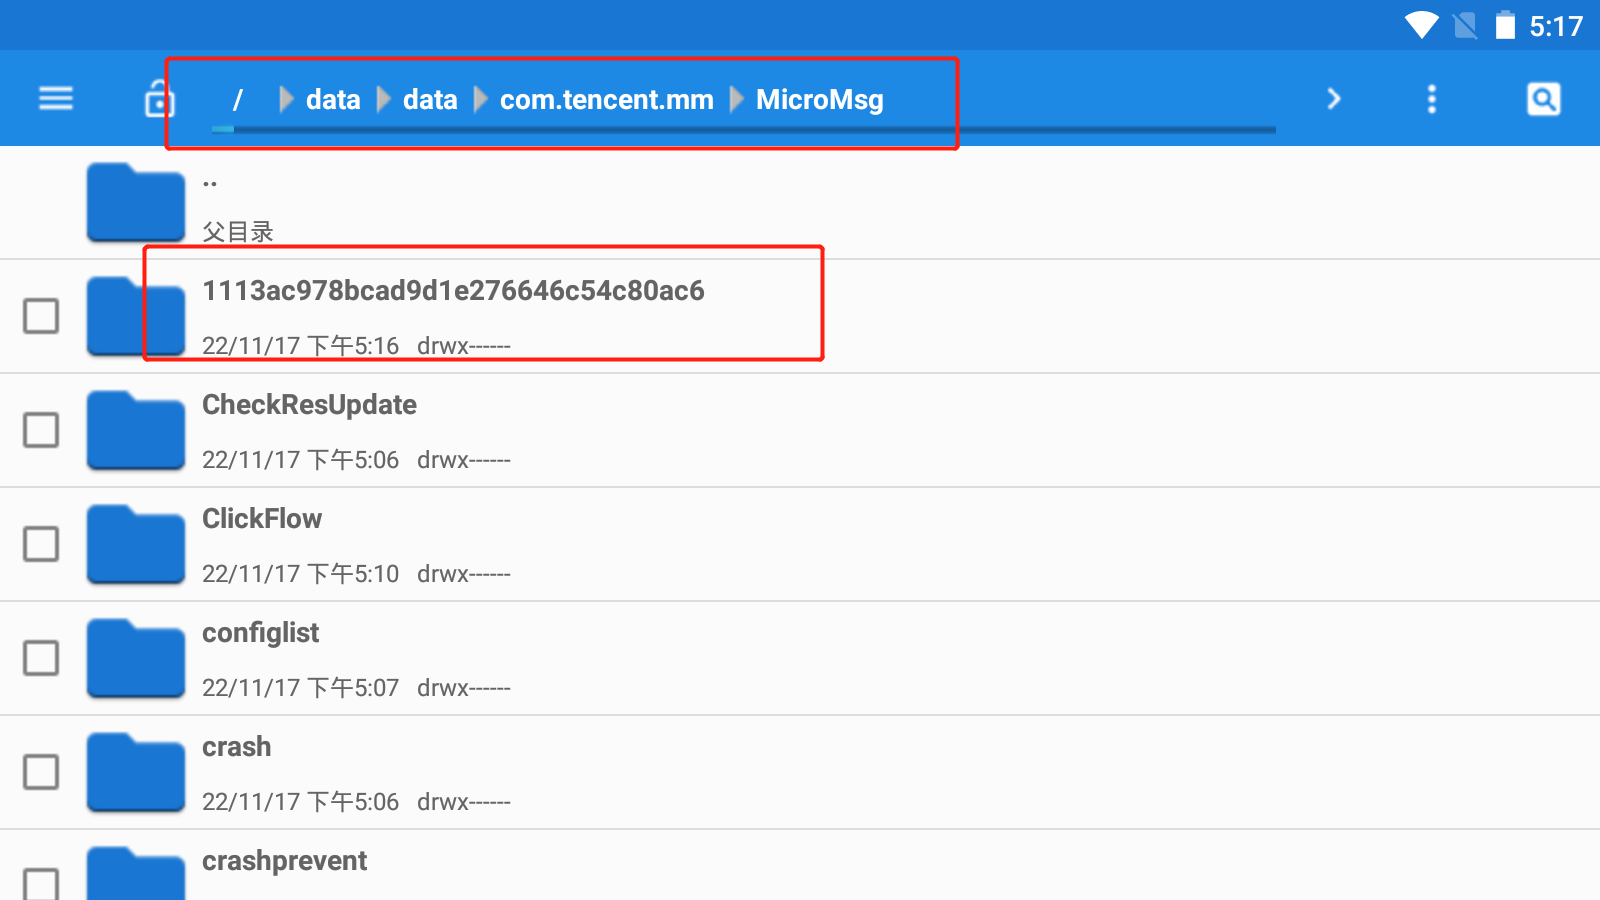 5:17
/ data data com.tencent.mm MicroMsg
..
父目录
1113ac978bcad9d1e276646c54c80ac6
22/11/17 下午5:16 drwx------
CheckResUpdate
22/11/17 下午5:06 drwx------
ClickFlow
22/11/17 下午5:10 drwx------
configlist
22/11/17 下午5:07 drwx------
crash
22/11/17 下午5:06 drwx------
crashprevent